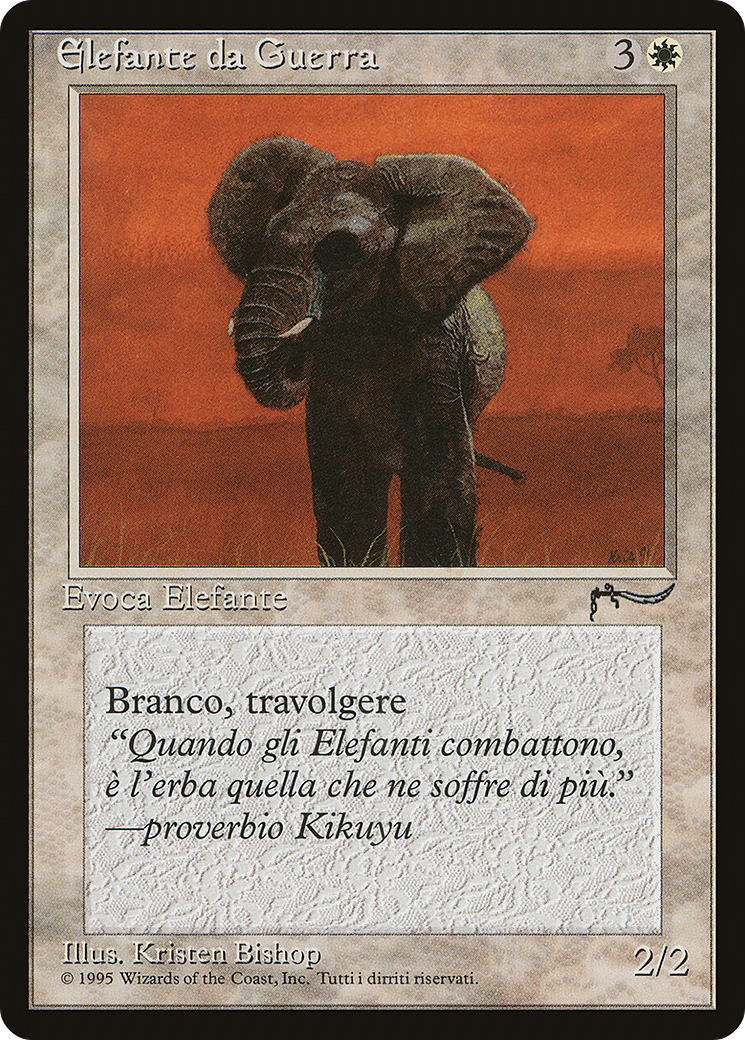 Elefante da Guerra
3
Evoca Elefante
Branco, travolgere
“Quando gli Elefanti combattono,
è l’erba quella che ne soffre di più.”
—proverbio Kikuyu
Illus. Kristen Bishop
2/2
© 1995 Wizards of the Coast, Inc. Tutti i dirriti riservati.